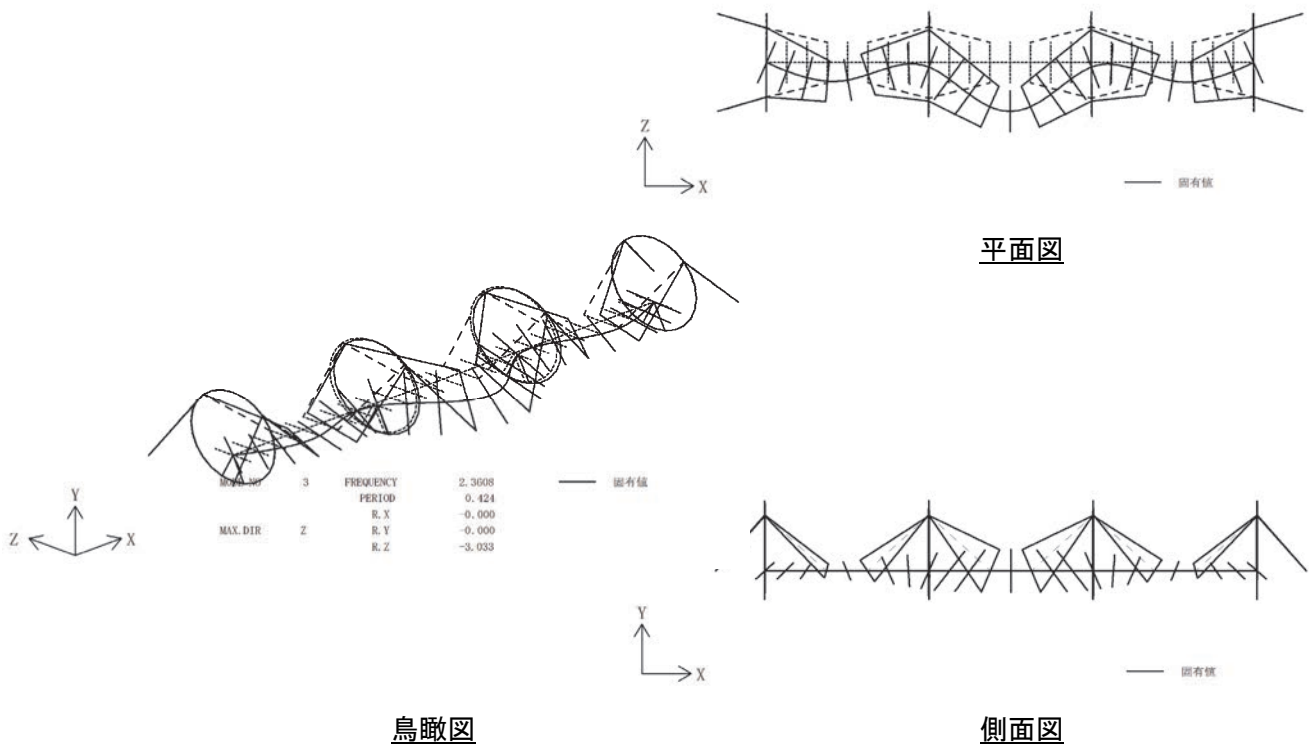 Z
X
固有値
平面図
MODE NO 3 FREQUENCY 2.3608
固有値
PERIOD 0.424
R.X -0.000
MAX.DIR Z R.Y -0.000
R.Z -3.033
Y
Z
X
鳥瞰図
Y
X
固有値
側面図